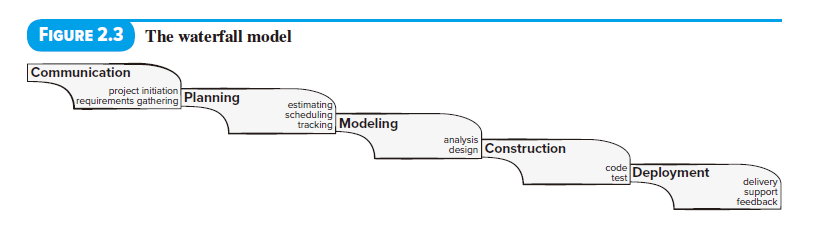 FIGURE 2.3 The waterfall model
Communication
project initiation
requirements gathering
Planning
estimating
scheduling
tracking
Modeling
analysis
design
Construction
code
test
Deployment
delivery
support
feedback